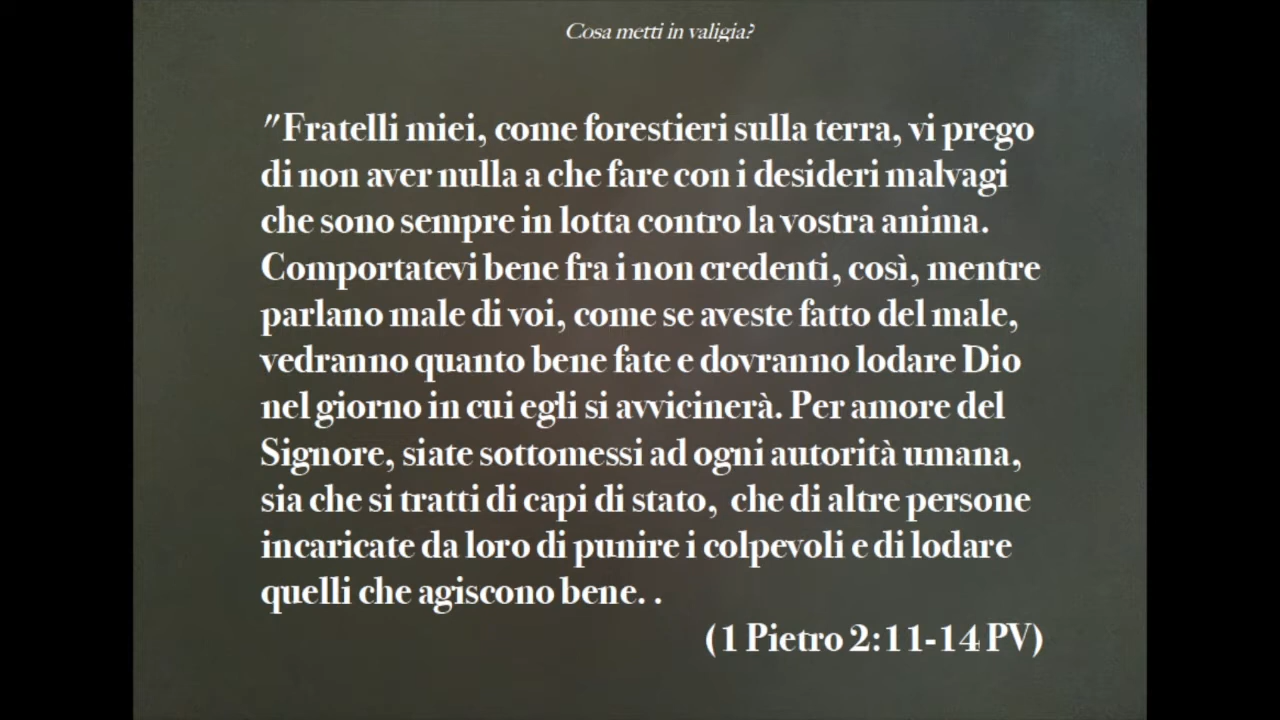 Cosa metti in valigia?
"Fratelli miei, come forestieri sulla terra, vi prego
di non aver nulla a che fare con i desideri malvagi
che sono sempre in lotta contro la vostra anima.
Comportatevi bene fra i non credenti, così, mentre
parlano male di voi, come se aveste fatto del male,
vedranno quanto bene fate e dovranno lodare Dio
nel giorno in cui egli si avvicinerà. Per amore del
Signore, siate sottomessi ad ogni autorità umana,
sia che si tratti di capi di stato,  che di altre persone
incaricate da loro di punire i colpevoli e di lodare
quelli che agiscono bene. .
(1 Pietro 2:11-14 PV)